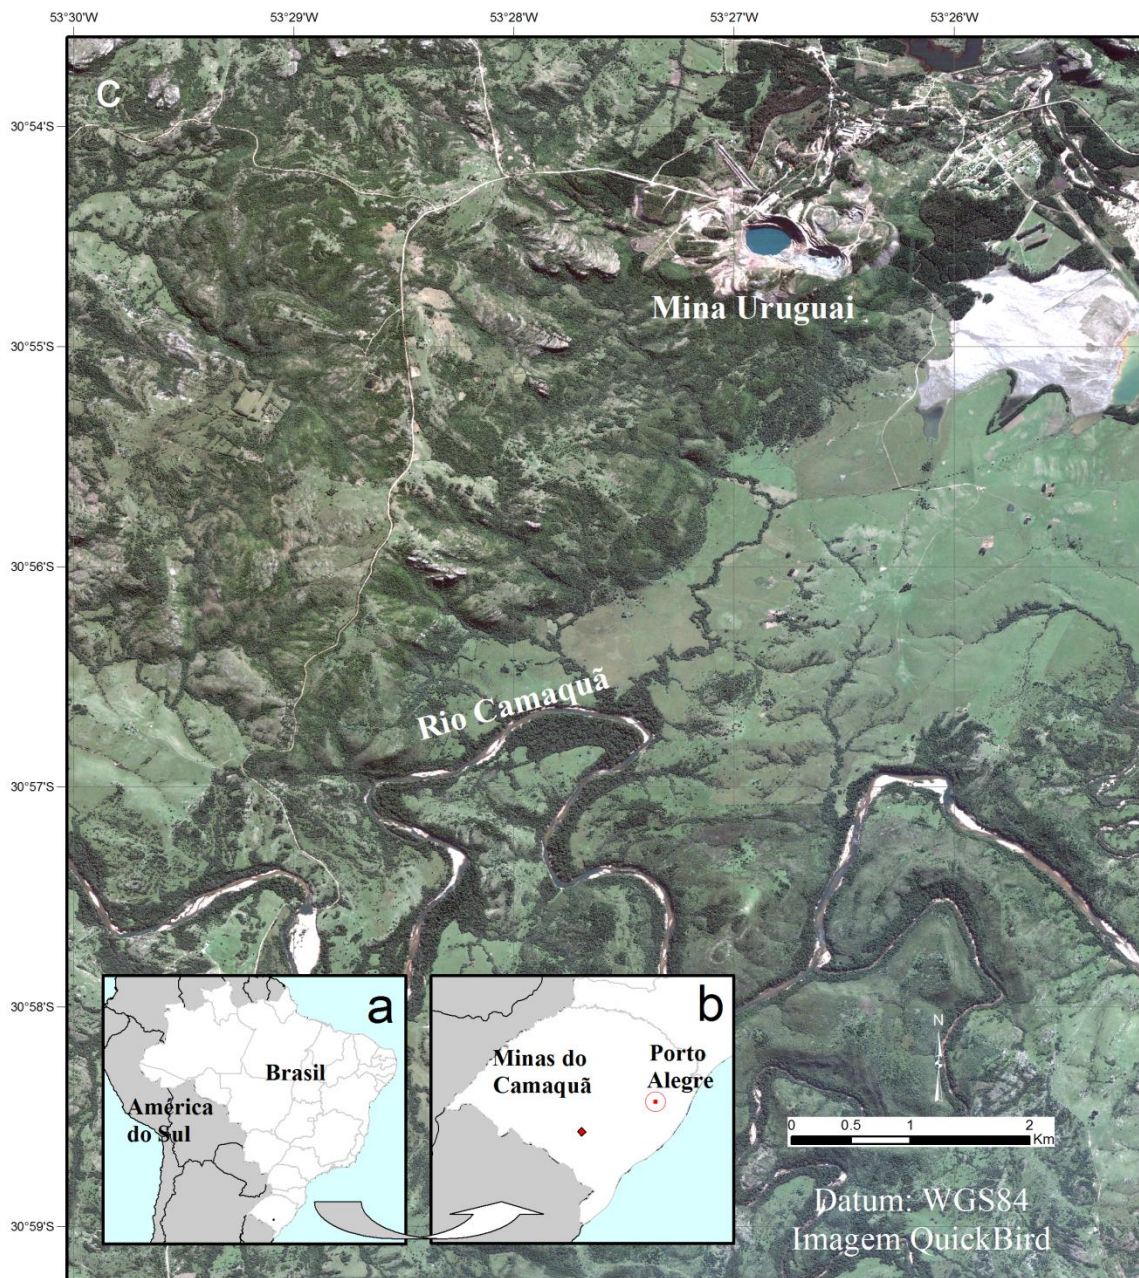 53°30'W 53°29'W 53°28'W 53°27'W 53°26'W
c
30°54'S
Mina Uruguai
30°55'S
30°56'S
Rio Camaquã
30°57'S
30°58'S
a
Brasil
América
do Sul
b
Minas do
Camaquã
Porto
Alegre
N
0 0.5 1 2
Km
30°59'S
Datum: WGS84
Imagem QuickBird